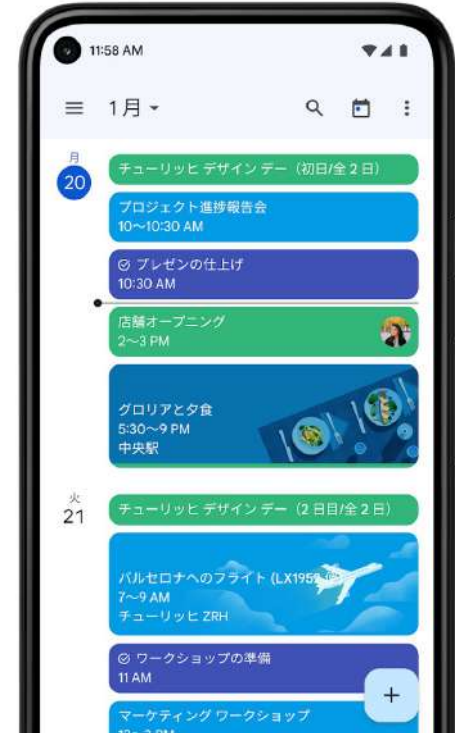 11:58 AM
1月
月
20
チューリッヒ デザイン デー（初日/全 2 日）
プロジェクト進捗報告会
10～10:30 AM
プレゼンの仕上げ
10:30 AM
店舗オープニング
2～3 PM
グロリアと夕食
5:30～9 PM
中央駅
火
21
チューリッヒ デザイン デー（2 日目/全 2 日）
バルセロナへのフライト (LX1952
7～9 AM
チューリッヒ ZRH
ワークショップの準備
11 AM
マーケティング ワークショップ